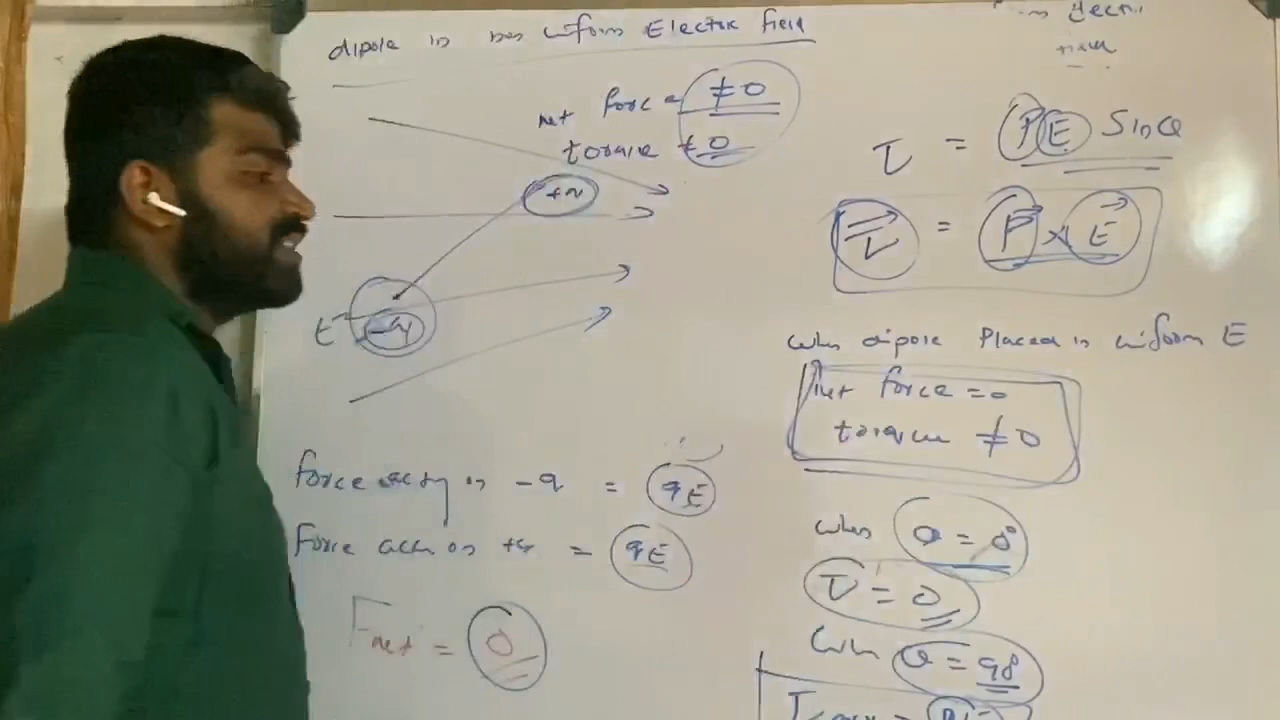 dipole in non uniform Electric field
net force ≠ 0
torque ≠ 0
+q
E
-q
force acting on -q = qE
Force acts on +q = qE
Fnet = 0
τ = PE Sinθ
τ = P × E
When dipole Placed in uniform E
net force = 0
torque ≠ 0
when θ = 0°
τ = 0
When θ = 90